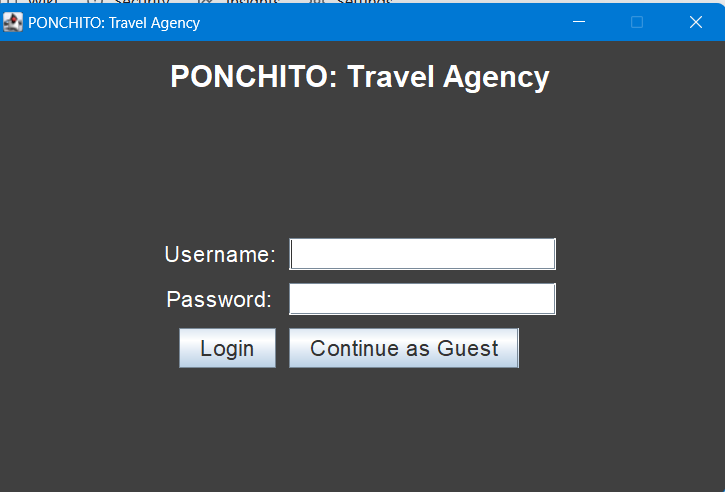 Wiki Security Insights Settings
PONCHITO: Travel Agency
PONCHITO: Travel Agency
Username:
Password:
Login Continue as Guest